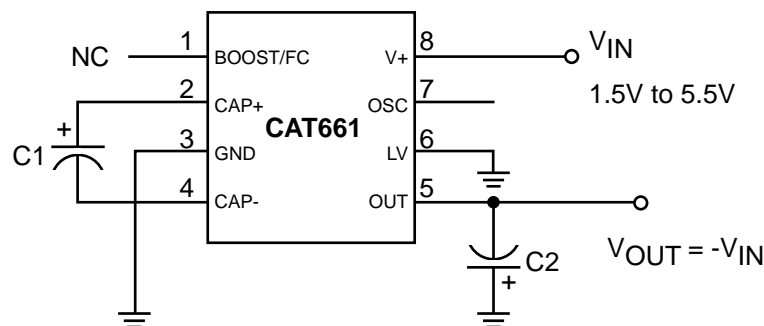 NC
1
BOOST/FC
V+
8
VIN
2
CAP+
OSC
7
1.5V to 5.5V
+
C1
CAT661
3
GND
LV
6
4
CAP-
OUT
5
C2
+
VOUT = -VIN